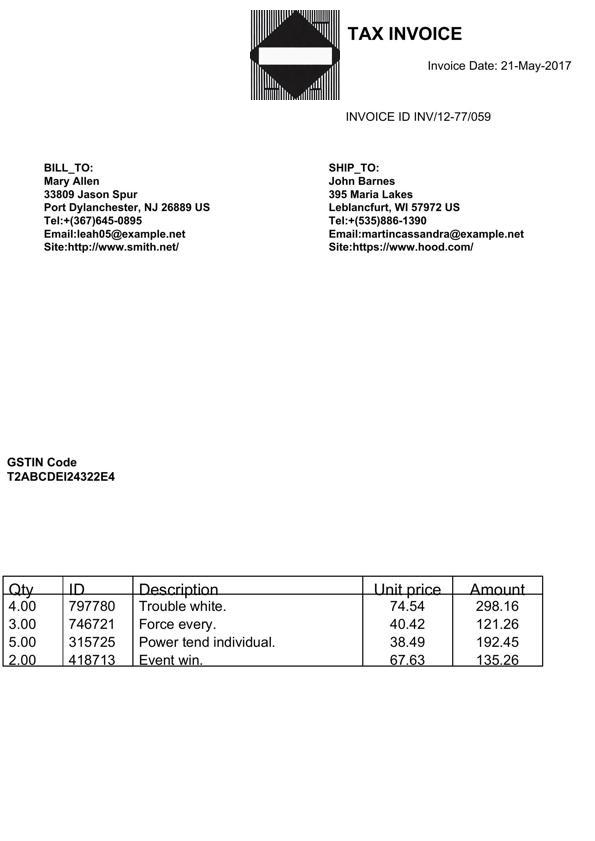 TAX INVOICE
Invoice Date: 21-May-2017
INVOICE ID INV/12-77/059
BILL_TO:
Mary Allen
33809 Jason Spur
Port Dylanchester, NJ 26889 US
Tel:+(367)645-0895
Email:leah05@example.net
Site:http://www.smith.net/
SHIP_TO:
John Barnes
395 Maria Lakes
Leblancfurt, WI 57972 US
Tel:+(535)886-1390
Email:martincassandra@example.net
Site:https://www.hood.com/
GSTIN Code
T2ABCDEI24322E4
Qty ID Description Unit price Amount
4.00 797780 Trouble white. 74.54 298.16
3.00 746721 Force every. 40.42 121.26
5.00 315725 Power tend individual. 38.49 192.45
2.00 418713 Event win. 67.63 135.26